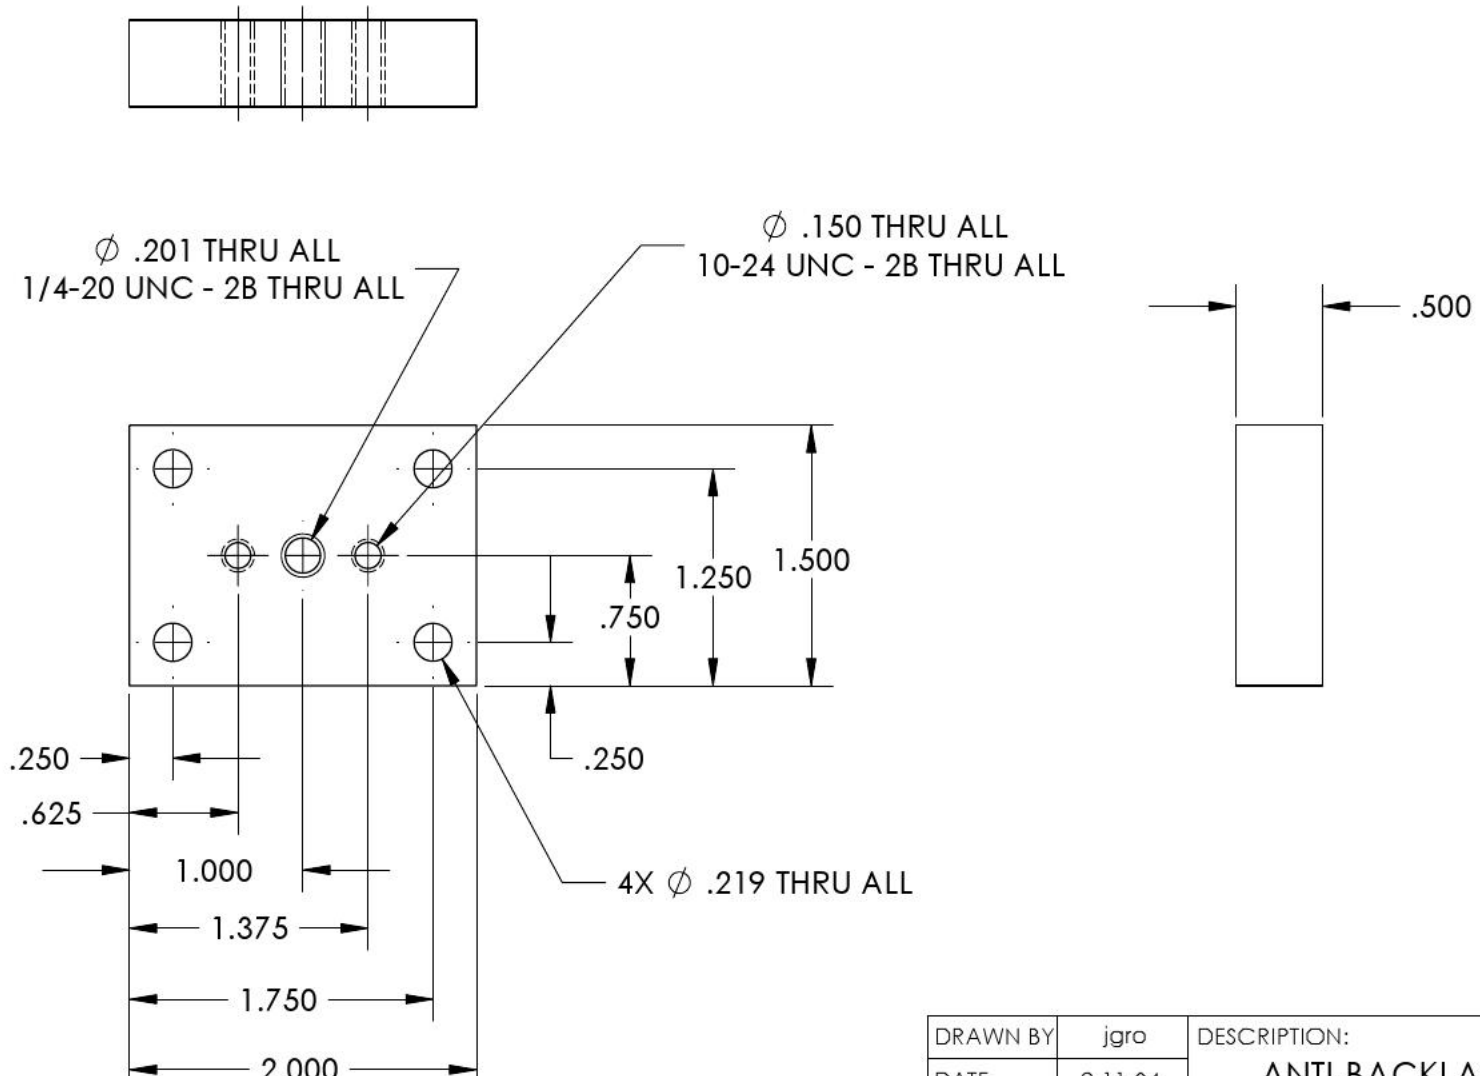 Ø .201 THRU ALL
1/4-20 UNC - 2B THRU ALL
Ø .150 THRU ALL
10-24 UNC - 2B THRU ALL
.500
1.500
1.250
.750
.250
.250
.625
1.000
4X Ø .219 THRU ALL
1.375
1.750
2.000
DRAWN BY
jgro
DESCRIPTION:
DATE